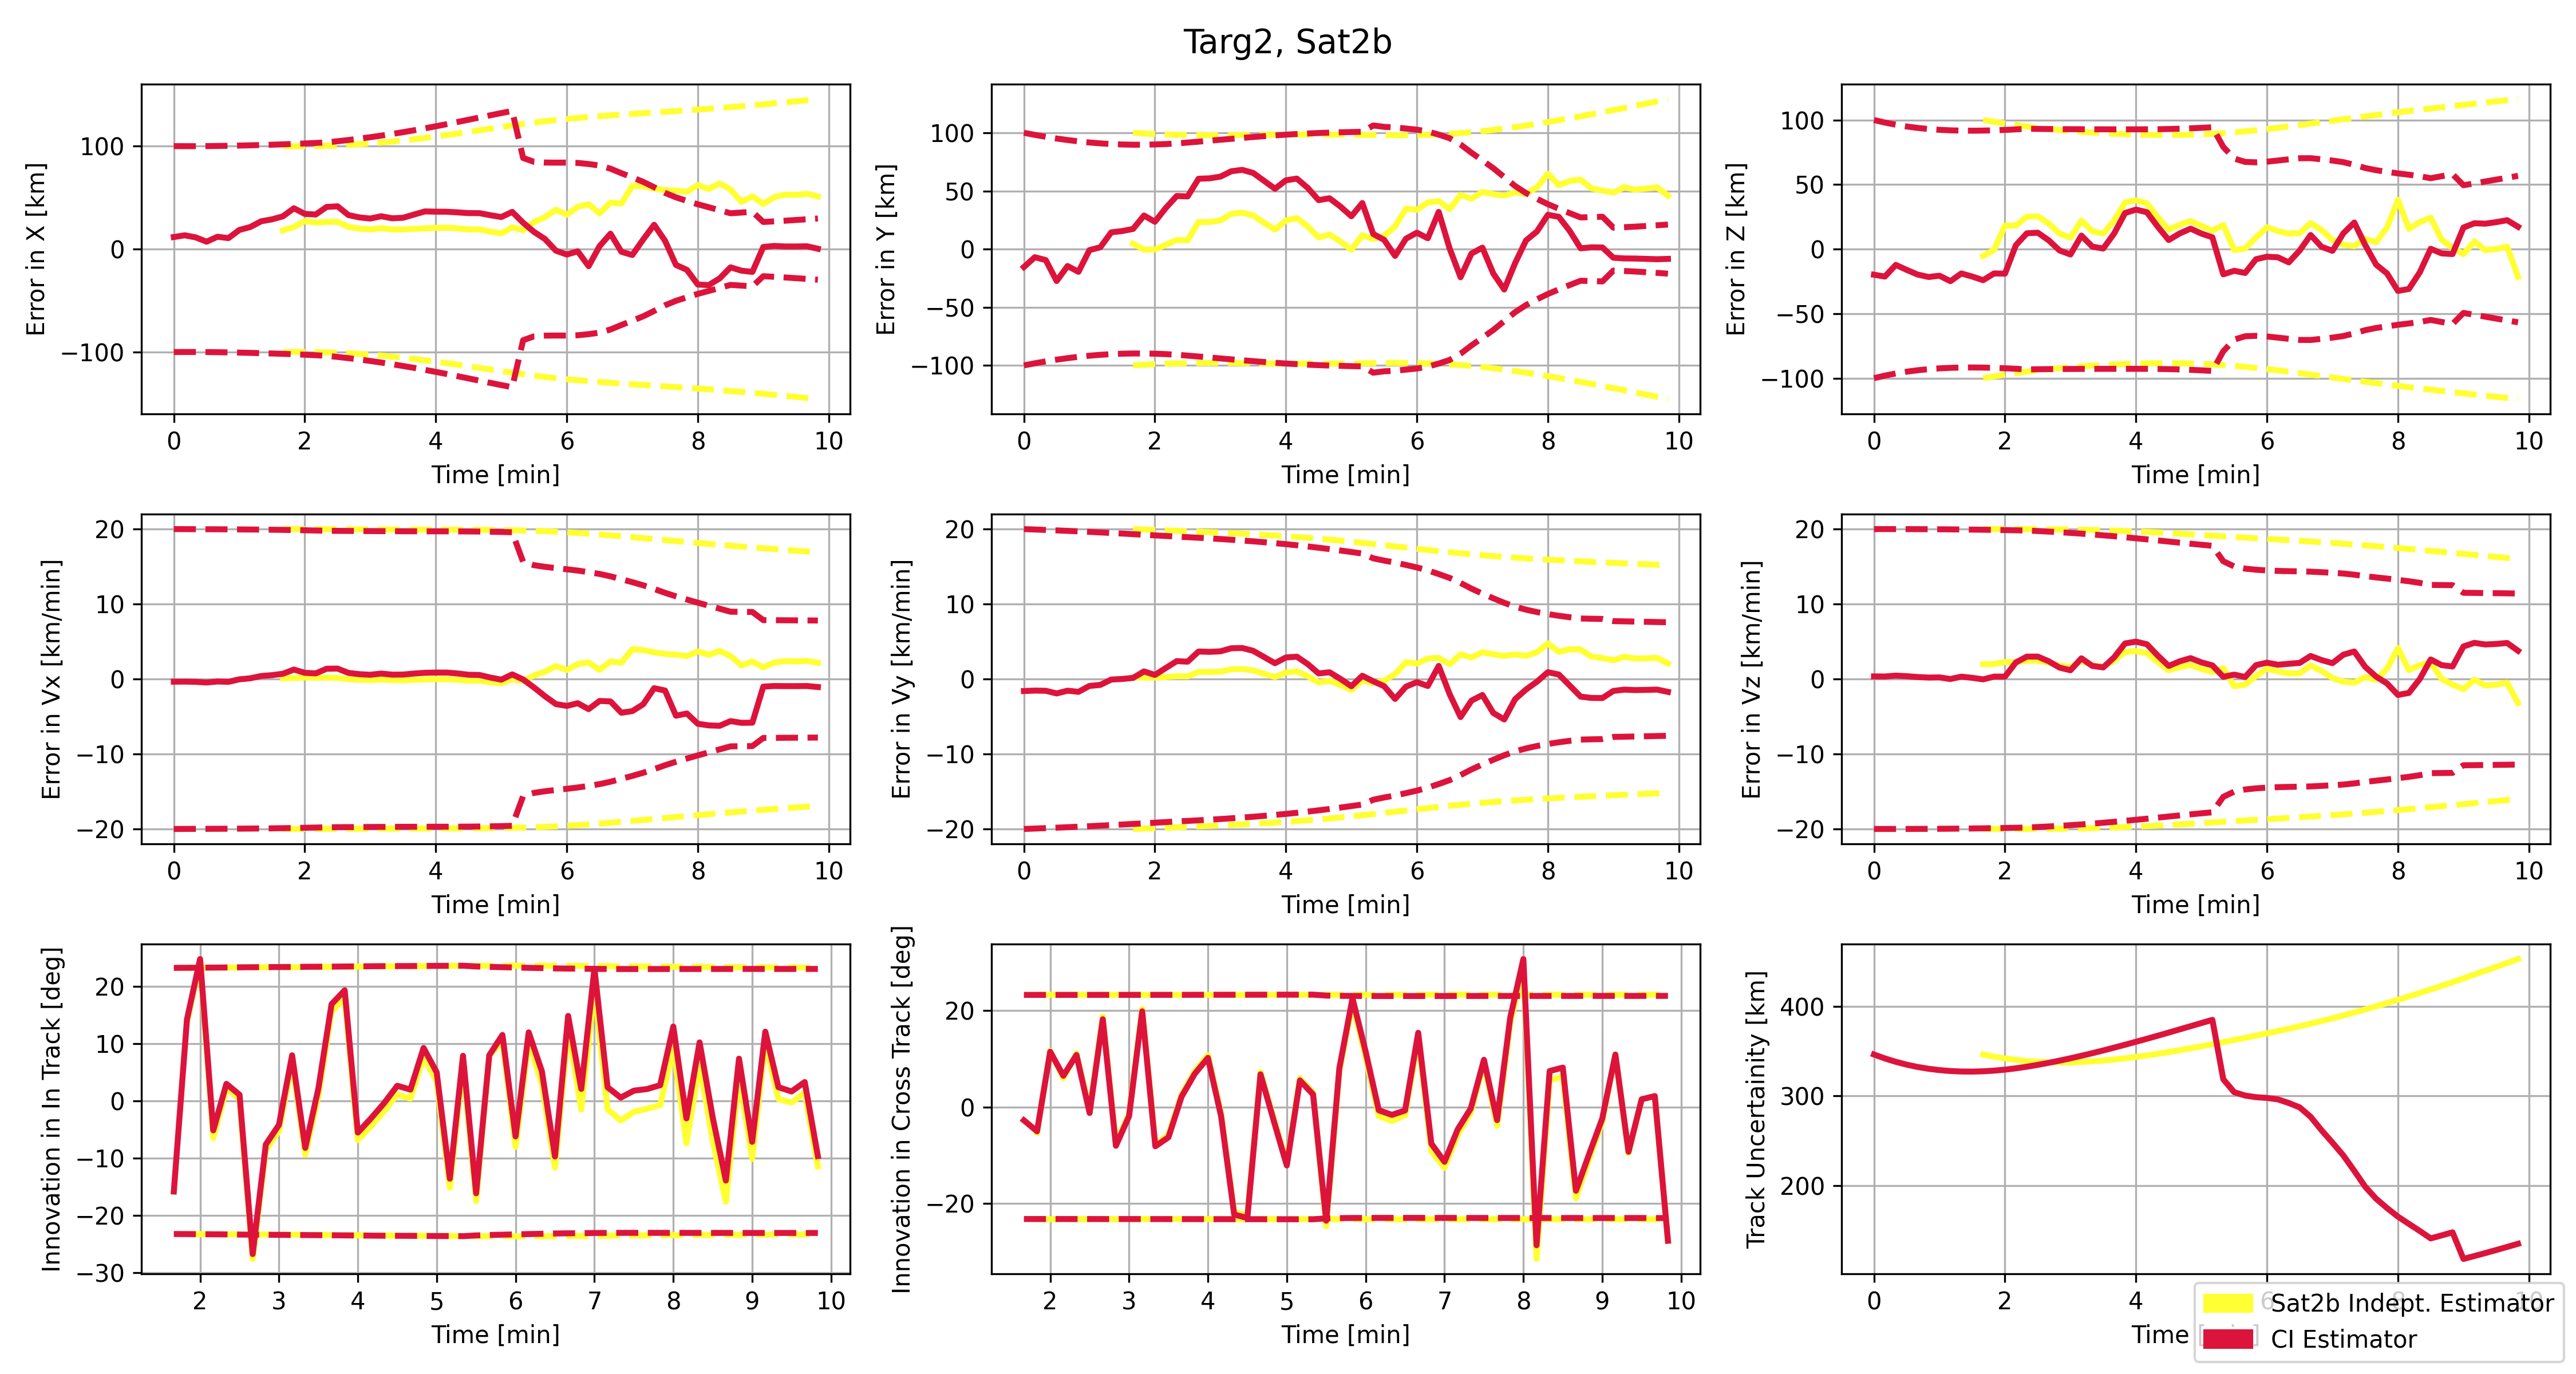 Targ2, Sat2b
Error in X [km]
100
0
−100
0 2 4 6 8 10
Time [min]
Error in Y [km]
100
50
0
−50
−100
0 2 4 6 8 10
Time [min]
Error in Z [km]
100
50
0
−50
−100
0 2 4 6 8 10
Time [min]
Error in Vx [km/min]
20
10
0
−10
−20
0 2 4 6 8 10
Time [min]
Error in Vy [km/min]
20
10
0
−10
−20
0 2 4 6 8 10
Time [min]
Error in Vz [km/min]
20
10
0
−10
−20
0 2 4 6 8 10
Time [min]
Innovation in In Track [deg]
20
10
0
−10
−20
−30
2 3 4 5 6 7 8 9 10
Time [min]
Innovation in Cross Track [deg]
20
0
−20
2 3 4 5 6 7 8 9 10
Time [min]
Track Uncertainity [km]
400
300
200
0 2 4 6 8 10
Time
Sat2b Indept. Estimator
CI Estimator